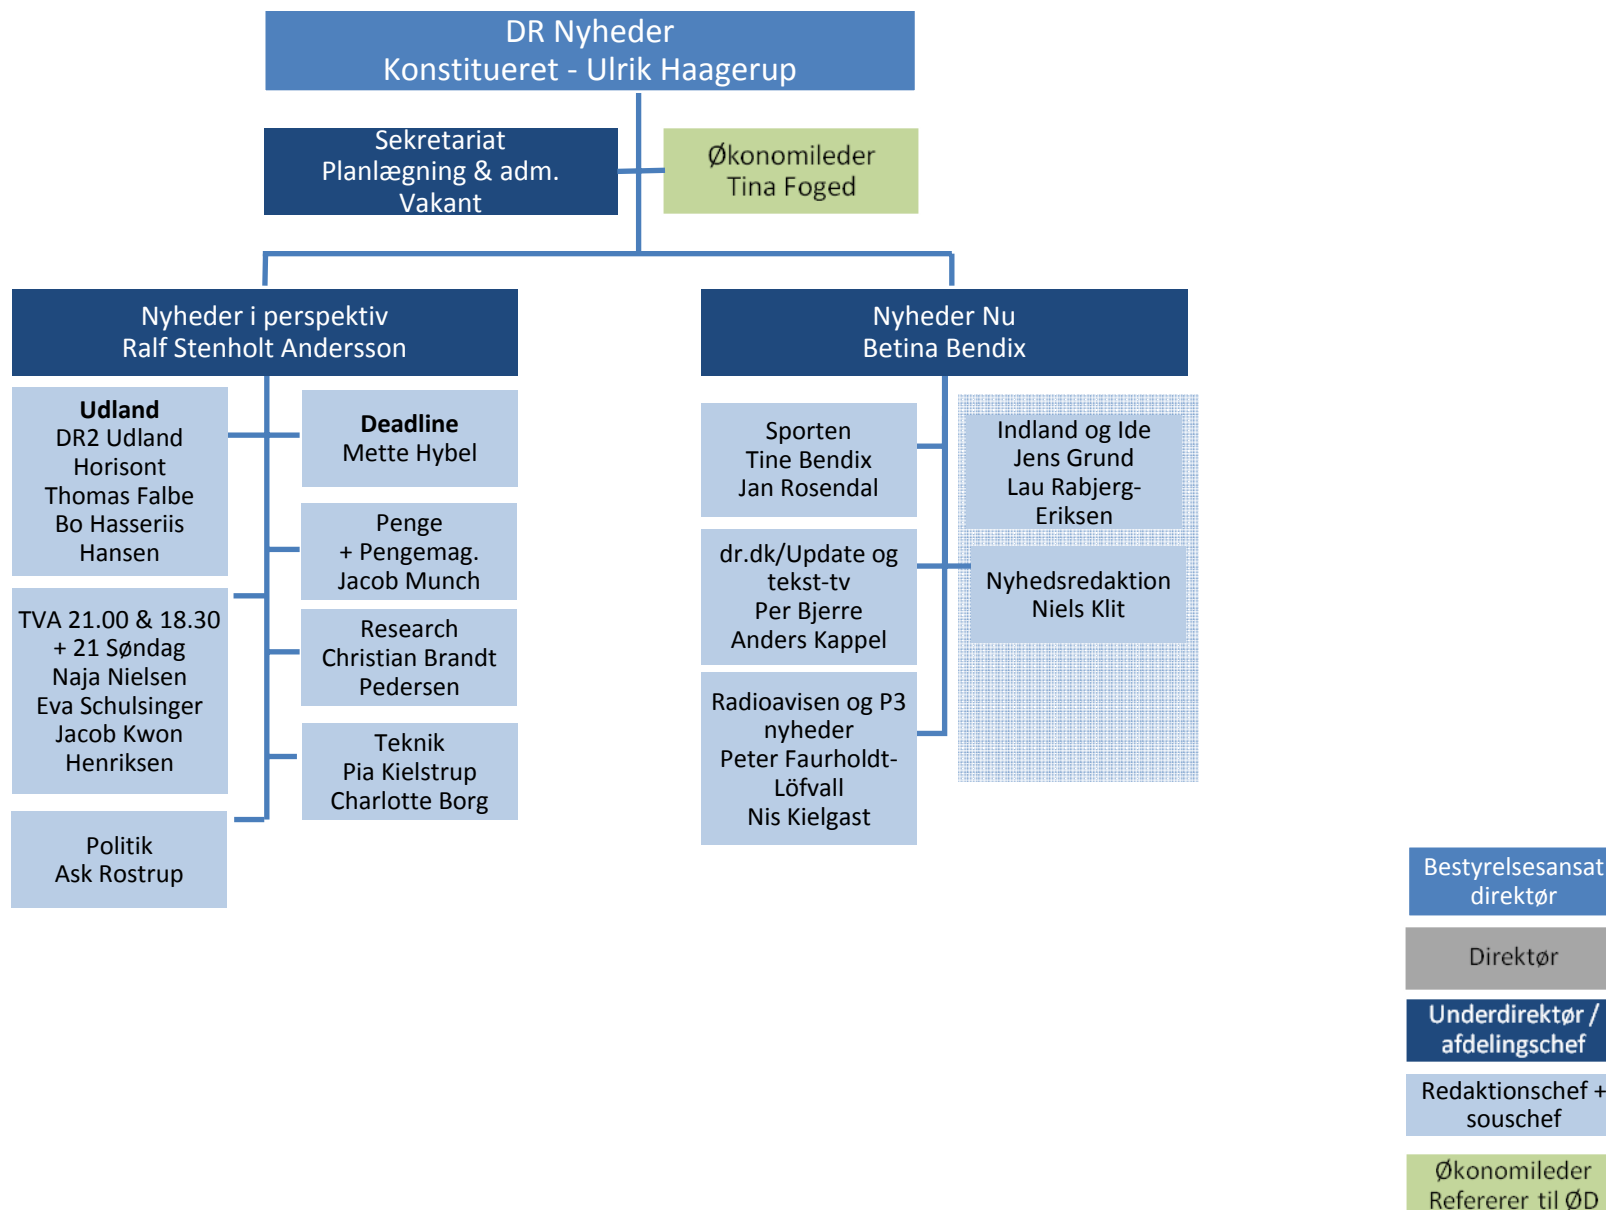 DR Nyheder
Konstitueret - Ulrik Haagerup
Sekretariat
Planlægning & adm.
Vakant
Økonomileder
Tina Foged
Nyheder i perspektiv
Ralf Stenholt Andersson
Nyheder Nu
Betina Bendix
Udland
DR2 Udland
Horisont
Thomas Falbe
Bo Hasseriis
Hansen
Deadline
Mette Hybel
Penge
+ Pengemag.
Jacob Munch
TVA 21.00 & 18.30
+ 21 Søndag
Naja Nielsen
Eva Schulsinger
Jacob Kwon
Henriksen
Research
Christian Brandt
Pedersen
Teknik
Pia Kielstrup
Charlotte Borg
Politik
Ask Rostrup
Sporten
Tine Bendix
Jan Rosendal
Indland og Ide
Jens Grund
Lau Rabjerg-
Eriksen
dr.dk/Update og
tekst-tv
Per Bjerre
Anders Kappel
Nyhedsredaktion
Niels Klit
Radioavisen og P3
nyheder
Peter Faurholdt-
Löfvall
Nis Kielgast
Bestyrelsesansat
direktør
Direktør
Underdirektør /
afdelingschef
Redaktionschef +
souschef
Økonomileder
Refererer til ØD